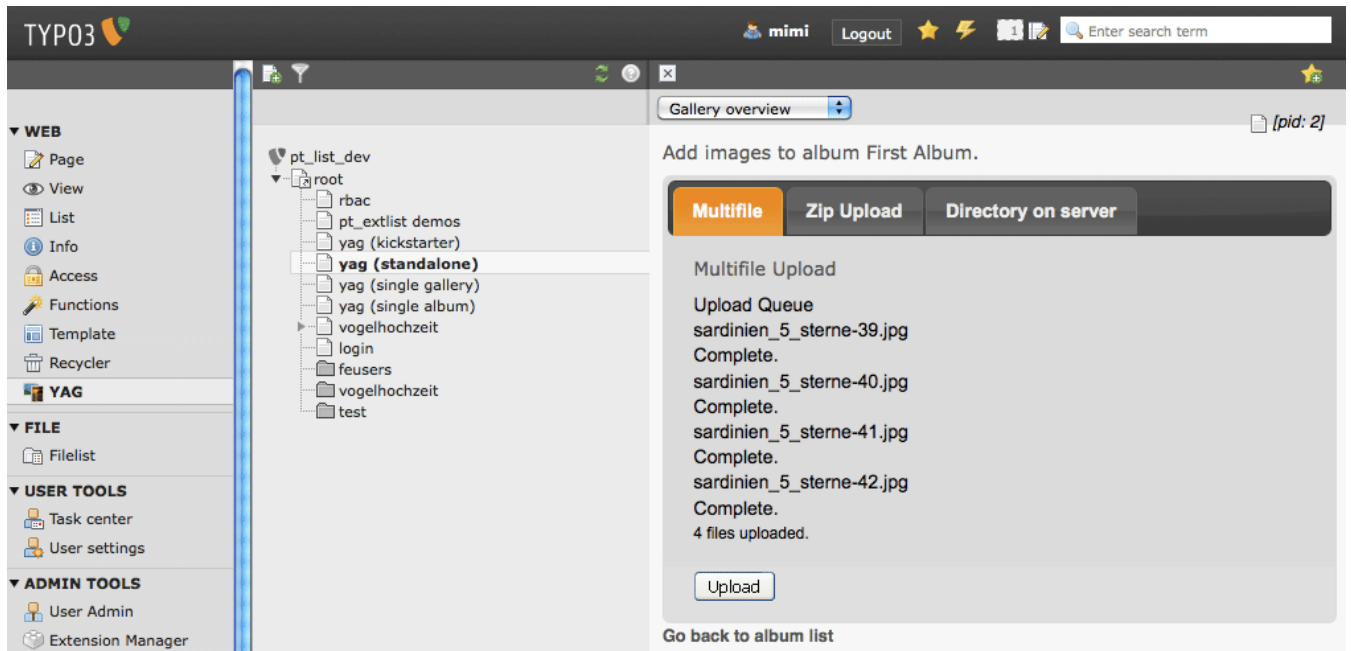 TYPO3
mimi
Logout
1
Enter search term
Gallery overview
[pid: 2]
WEB
Page
View
List
Info
Access
Functions
Template
Recycler
YAG
FILE
Filelist
USER TOOLS
Task center
User settings
ADMIN TOOLS
User Admin
Extension Manager
pt_list_dev
root
rbac
pt_extlist demos
yag (kickstarter)
yag (standalone)
yag (single gallery)
yag (single album)
vogelhochzeit
login
feusers
vogelhochzeit
test
Add images to album First Album.
Multifile Zip Upload Directory on server
Multifile Upload
Upload Queue
sardinien_5_sterne-39.jpg
Complete.
sardinien_5_sterne-40.jpg
Complete.
sardinien_5_sterne-41.jpg
Complete.
sardinien_5_sterne-42.jpg
Complete.
4 files uploaded.
Upload
Go back to album list